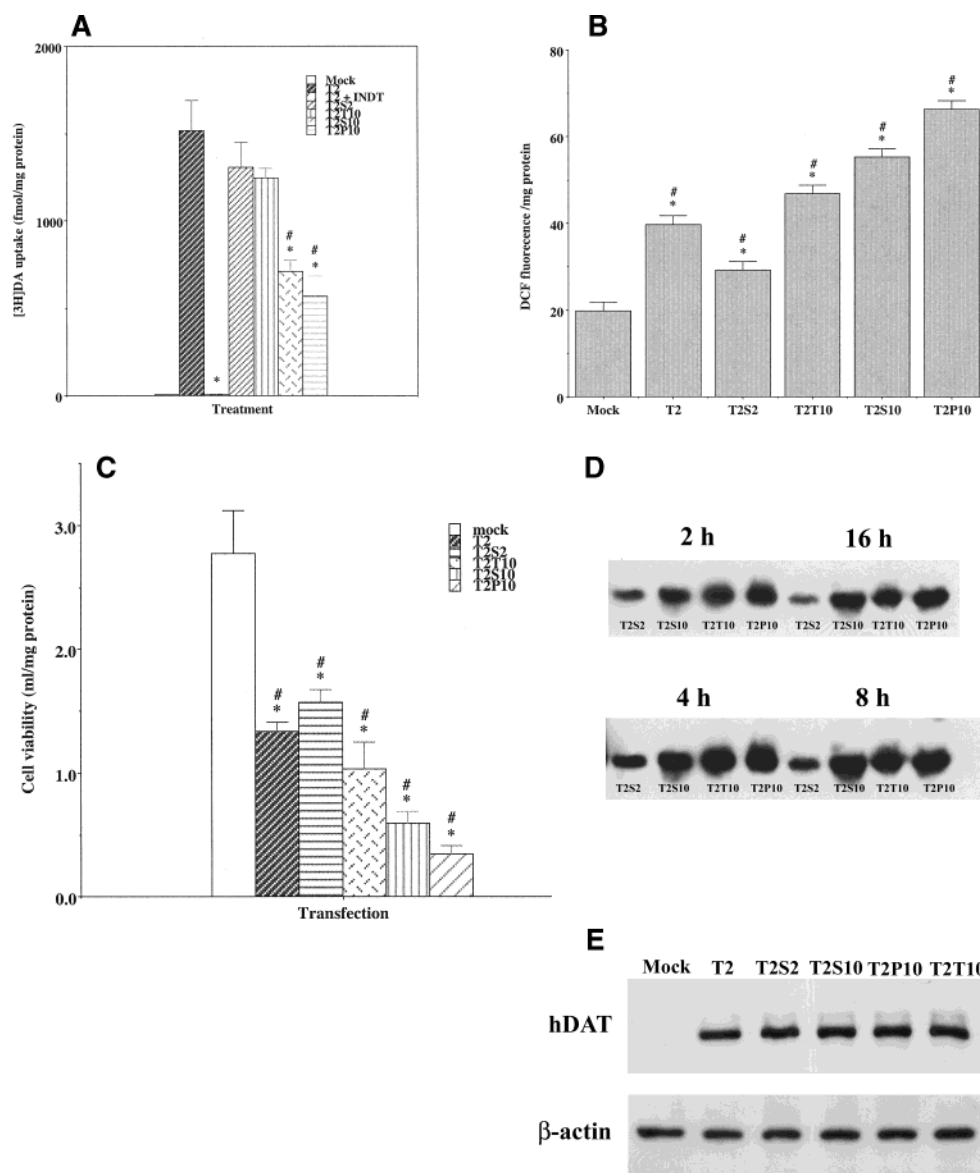 A
2000
1000
0
[3H]DA uptake (fmol/mg protein)
Mock
T2
T2 + INDT
T2S2
T2T10
T2S10
T2P10
*
#
*
#
*
Treatment
B
80
60
40
20
0
DCF fluorecence /mg protein
#
*
#
*
#
*
#
*
#
*
Mock T2 T2S2 T2T10 T2S10 T2P10
C
3.0
2.0
1.0
0.0
Cell viability (ml/mg protein)
mock
T2
T2S2
T2T10
T2S10
T2P10
#
*
#
*
#
*
#
*
#
*
Transfection
D
2 h 16 h
T2S2 T2S10 T2T10 T2P10 T2S2 T2S10 T2T10 T2P10
4 h 8 h
T2S2 T2S10 T2T10 T2P10 T2S2 T2S10 T2T10 T2P10
E
Mock T2 T2S2 T2S10 T2P10 T2T10
hDAT
β-actin